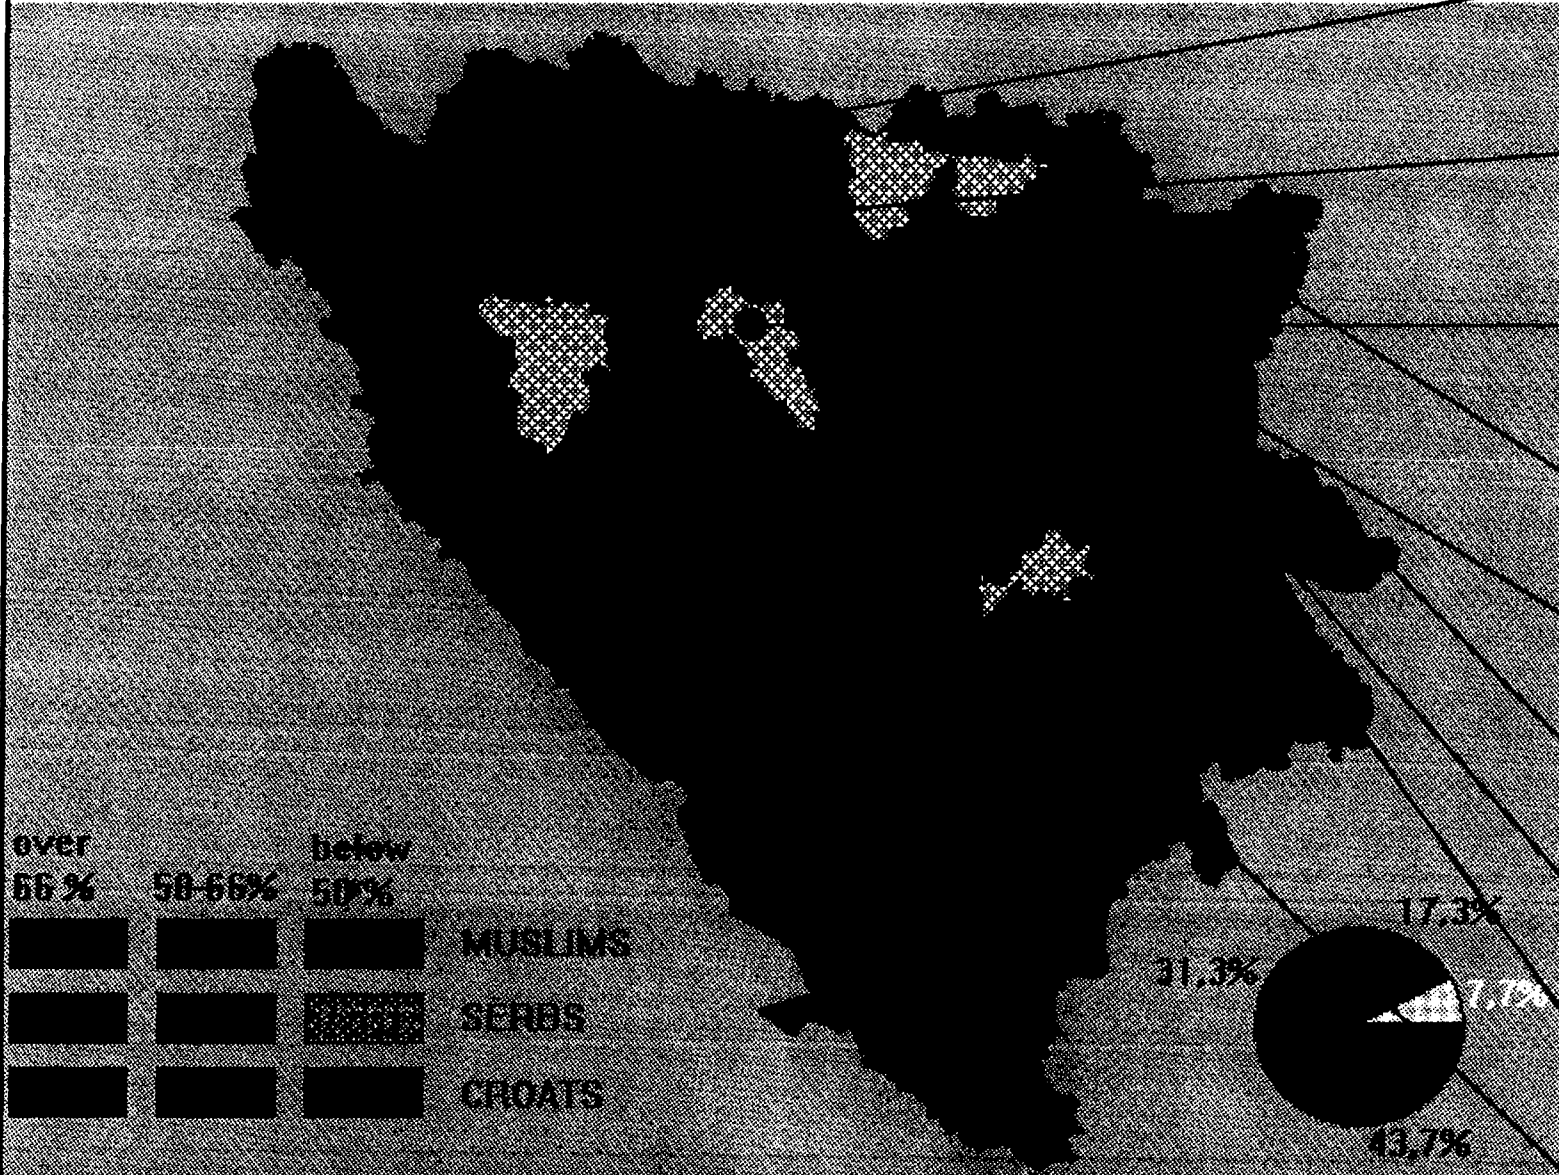 over
66 %
50-66%
below
50%
MUSLIMS
SERBS
CROATS
17,3%
31,3%
7,7%
43,7%